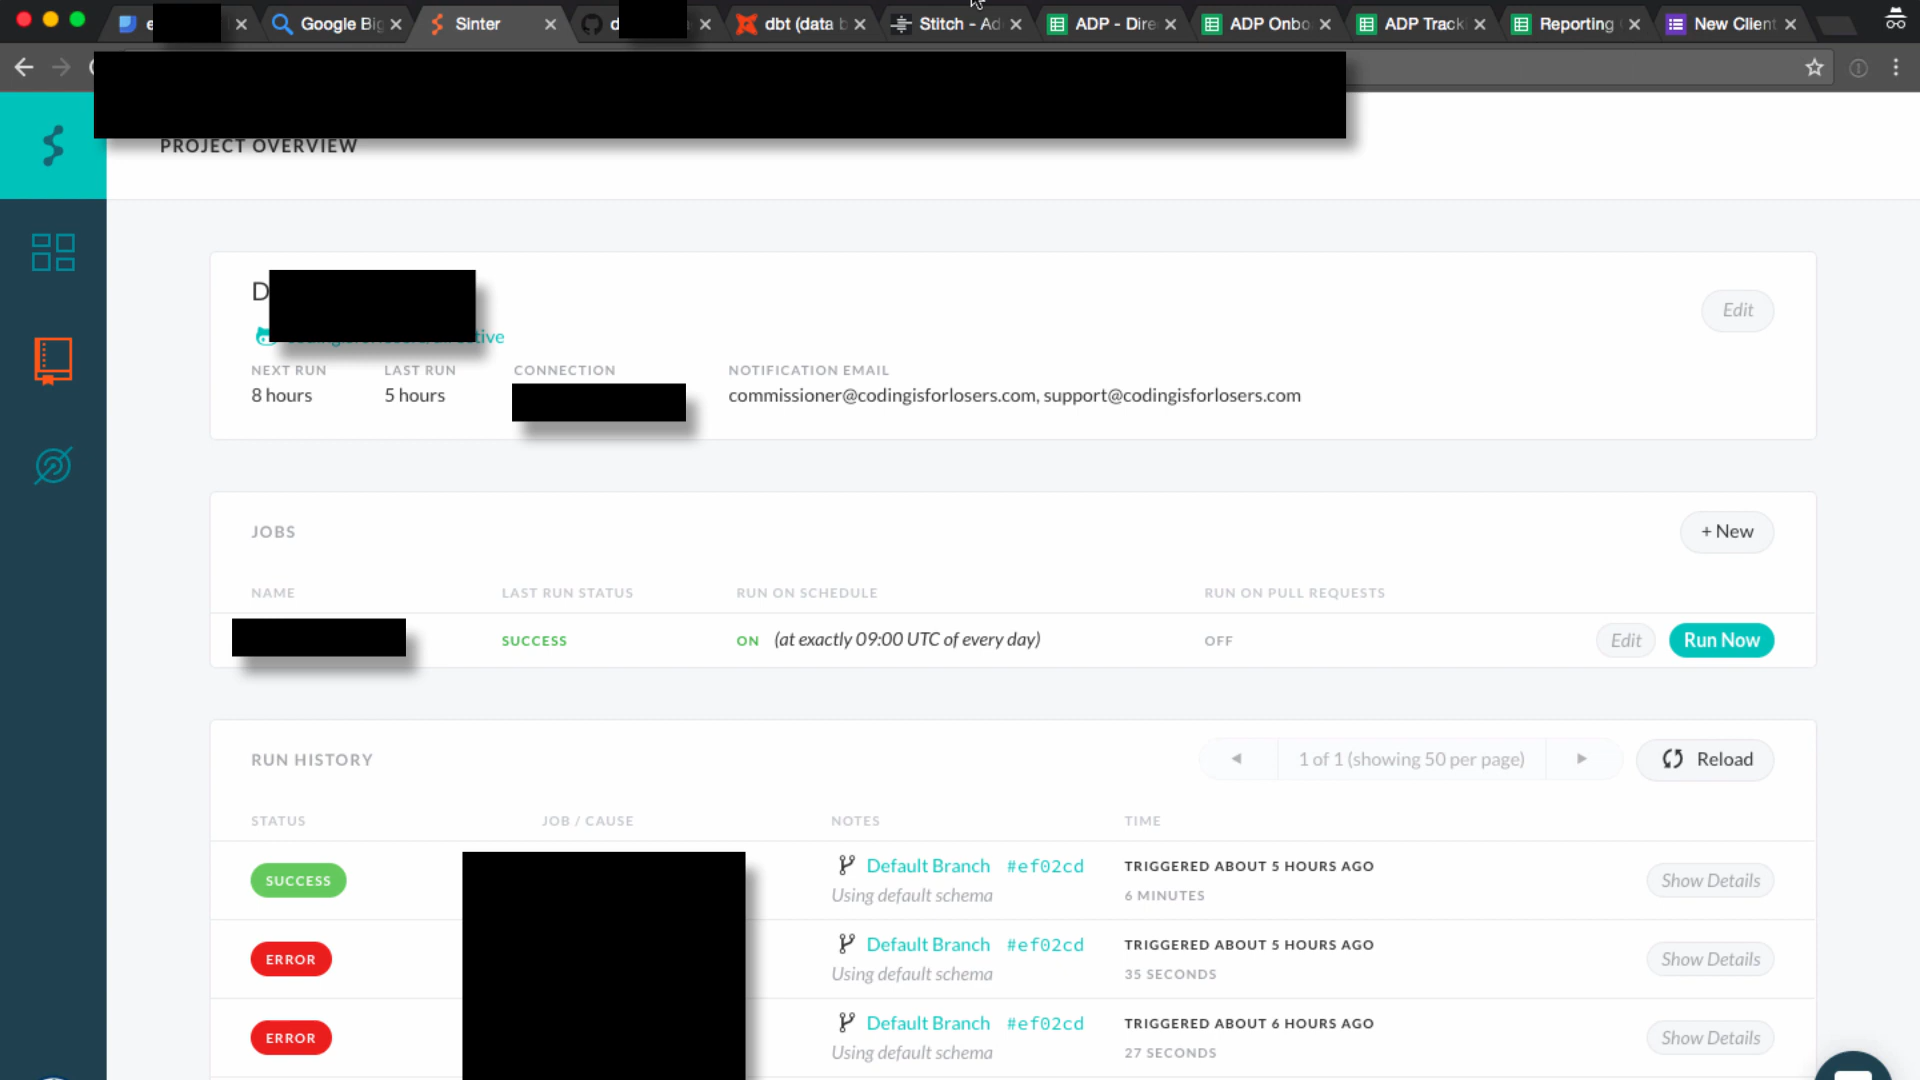 e
Google Big
Sinter
d
dbt (data b
Stitch - Ad
ADP - Dire
ADP Onbo
ADP Track
Reporting
New Client
PROJECT OVERVIEW
D
Edit
tive
NEXT RUN
LAST RUN
CONNECTION
NOTIFICATION EMAIL
8 hours
5 hours
commissioner@codingisforlosers.com, support@codingisforlosers.com
JOBS
+ New
NAME
LAST RUN STATUS
RUN ON SCHEDULE
RUN ON PULL REQUESTS
SUCCESS
ON (at exactly 09:00 UTC of every day)
OFF
Edit
Run Now
RUN HISTORY
1 of 1 (showing 50 per page)
Reload
STATUS
JOB / CAUSE
NOTES
TIME
SUCCESS
Default Branch #ef02cd
Using default schema
TRIGGERED ABOUT 5 HOURS AGO
6 MINUTES
Show Details
ERROR
Default Branch #ef02cd
Using default schema
TRIGGERED ABOUT 5 HOURS AGO
35 SECONDS
Show Details
ERROR
Default Branch #ef02cd
Using default schema
TRIGGERED ABOUT 6 HOURS AGO
27 SECONDS
Show Details